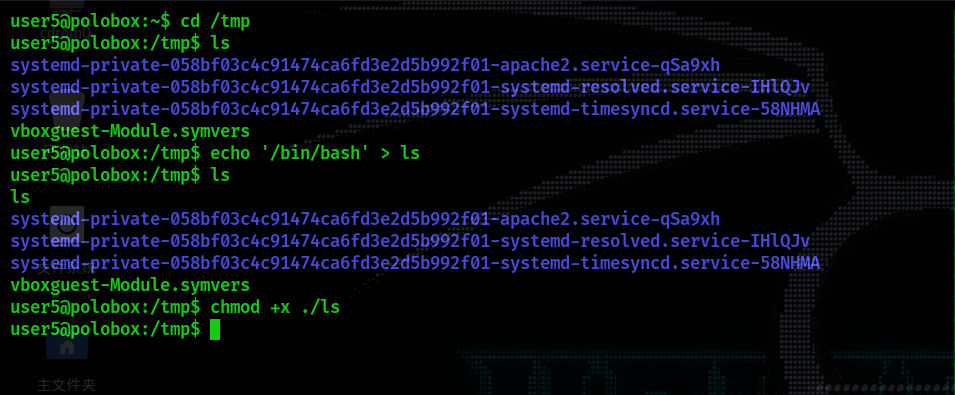 user5@polobox:~$ cd /tmp
user5@polobox:/tmp$ ls
systemd-private-058bf03c4c91474ca6fd3e2d5b992f01-apache2.service-qSa9xh
systemd-private-058bf03c4c91474ca6fd3e2d5b992f01-systemd-resolved.service-IHlQJv
systemd-private-058bf03c4c91474ca6fd3e2d5b992f01-systemd-timesyncd.service-58NHMA
vboxguest-Module.symvers
user5@polobox:/tmp$ echo '/bin/bash' > ls
user5@polobox:/tmp$ ls
ls
systemd-private-058bf03c4c91474ca6fd3e2d5b992f01-apache2.service-qSa9xh
systemd-private-058bf03c4c91474ca6fd3e2d5b992f01-systemd-resolved.service-IHlQJv
systemd-private-058bf03c4c91474ca6fd3e2d5b992f01-systemd-timesyncd.service-58NHMA
vboxguest-Module.symvers
user5@polobox:/tmp$ chmod +x ./ls
user5@polobox:/tmp$
主文件夹